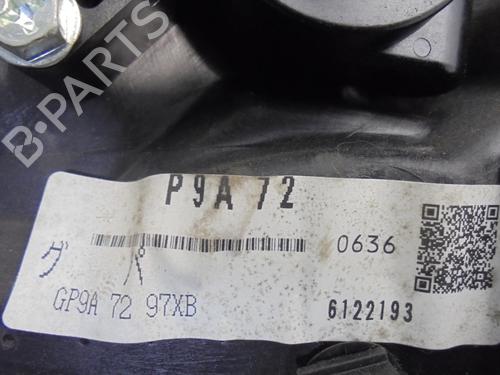 B-PARTS
P9A 72
0636
グ パ
GP9A 72 97XB
6122193